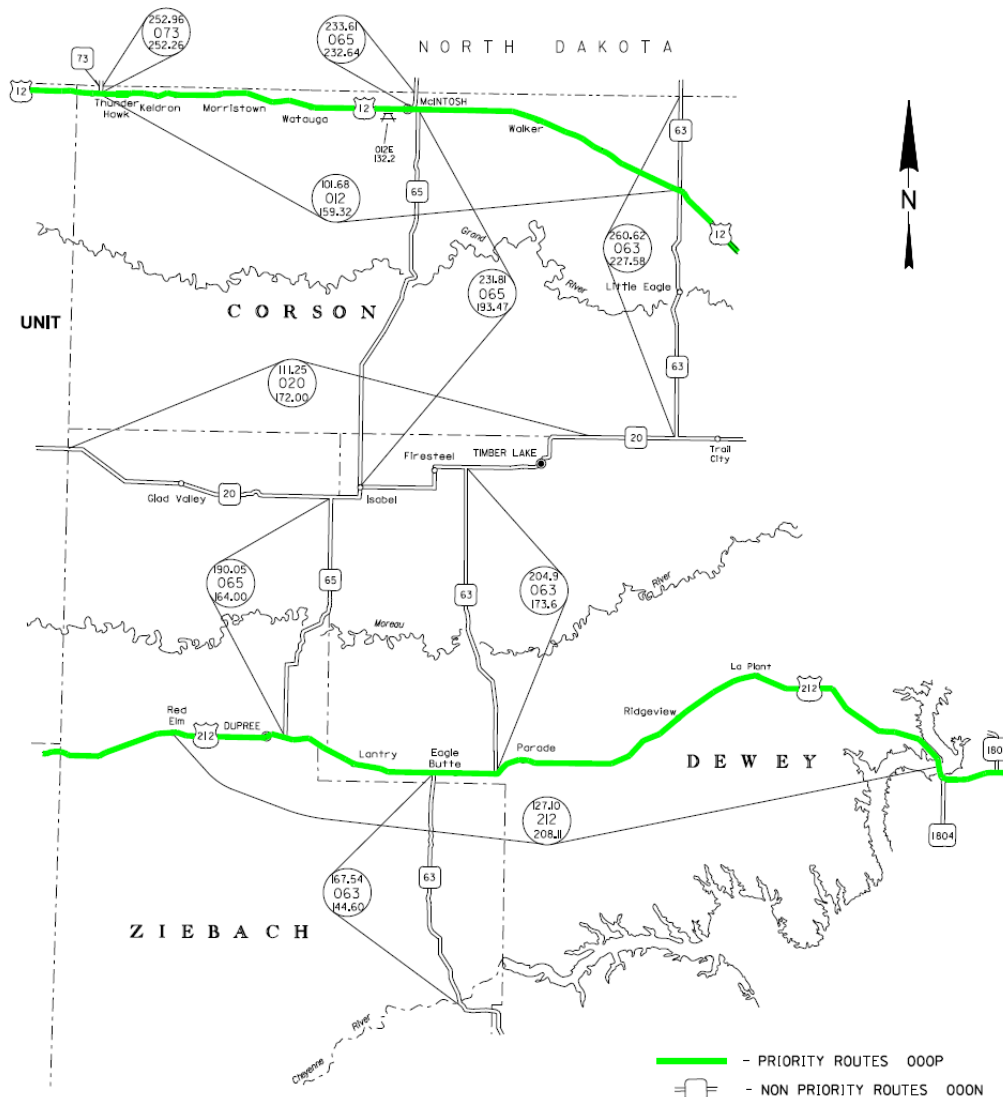 252.96
073
252.26
233.61
065
232.64
NORTH DAKOTA
73
12
Thunder
Hawk
Keldron
Morristown
Watauga
12
McINTOSH
Walker
63
012E
132.2
65
101.68
012
159.32
N
12
260.62
063
227.58
Grand
River
Little Eagle
231.81
065
193.47
CORSON
UNIT
63
111.25
020
172.00
20
Trail
City
Firesteel
TIMBER LAKE
Glad Valley
20
Isabel
190.05
065
164.00
65
63
204.9
063
173.6
River
Moreau
La Plant
212
Red
Elm
212
DUPREE
Ridgeview
Lantry
Eagle
Butte
Parade
DEWEY
180
127.10
212
208.11
1804
167.54
063
144.60
63
ZIEBACH
River
Cheyenne
- PRIORITY ROUTES 000P
- NON PRIORITY ROUTES 000N